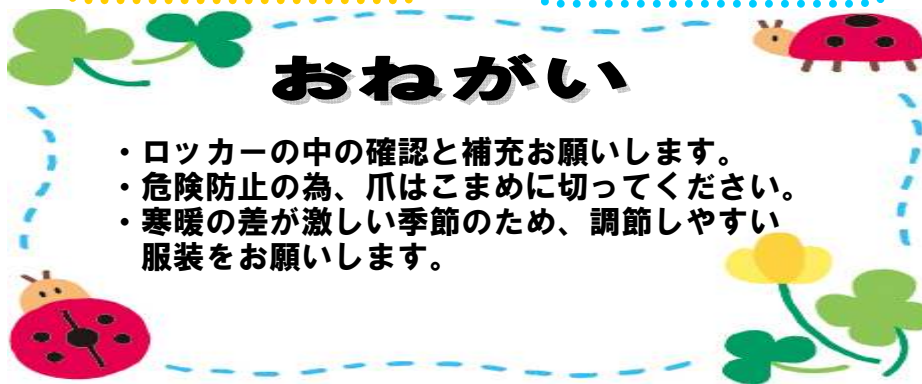 おねがい
・ロッカーの中の確認と補充お願いします。
・危険防止の為、爪はこまめに切ってください。
・寒暖の差が激しい季節のため、調節しやすい
服装をお願いします。